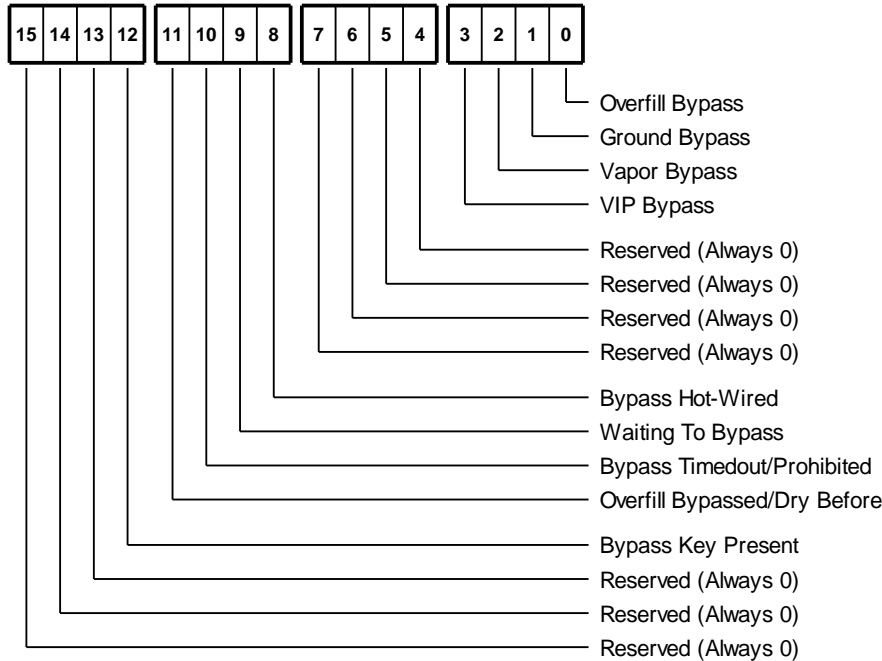 15 14 13 12 11 10 9 8 7 6 5 4 3 2 1 0
Overfill Bypass
Ground Bypass
Vapor Bypass
VIP Bypass
Reserved (Always 0)
Reserved (Always 0)
Reserved (Always 0)
Reserved (Always 0)
Bypass Hot-Wired
Waiting To Bypass
Bypass Timedout/Prohibited
Overfill Bypassed/Dry Before
Bypass Key Present
Reserved (Always 0)
Reserved (Always 0)
Reserved (Always 0)